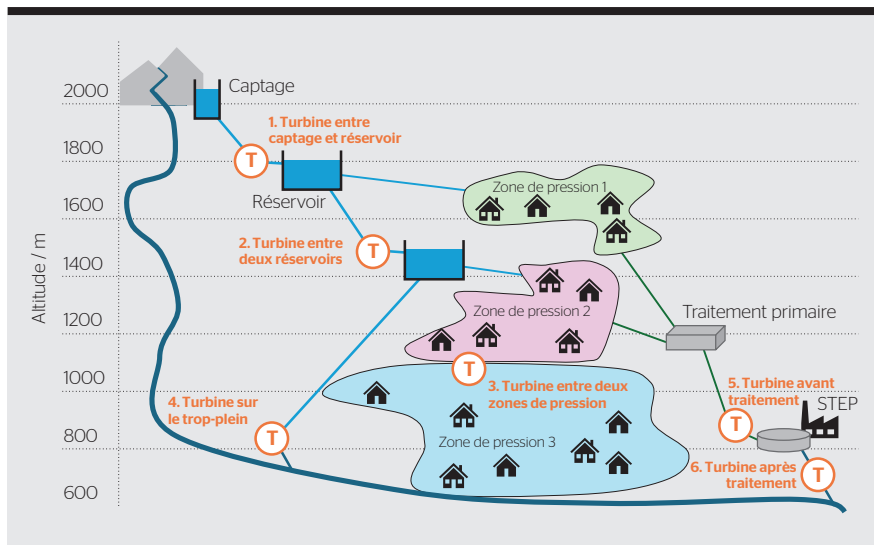 Altitude / m
2000
1800
1600
1400
1200
1000
800
600
Captage
1. Turbine entre
captage et réservoir
T
Réservoir
Zone de pression 1
2. Turbine entre
deux réservoirs
T
Zone de pression 2
Traitement primaire
T
3. Turbine entre deux
zones de pression
4. Turbine sur
le trop-plein
T
Zone de pression 3
5. Turbine avant
traitement
T
STEP
6. Turbine après
traitement
T